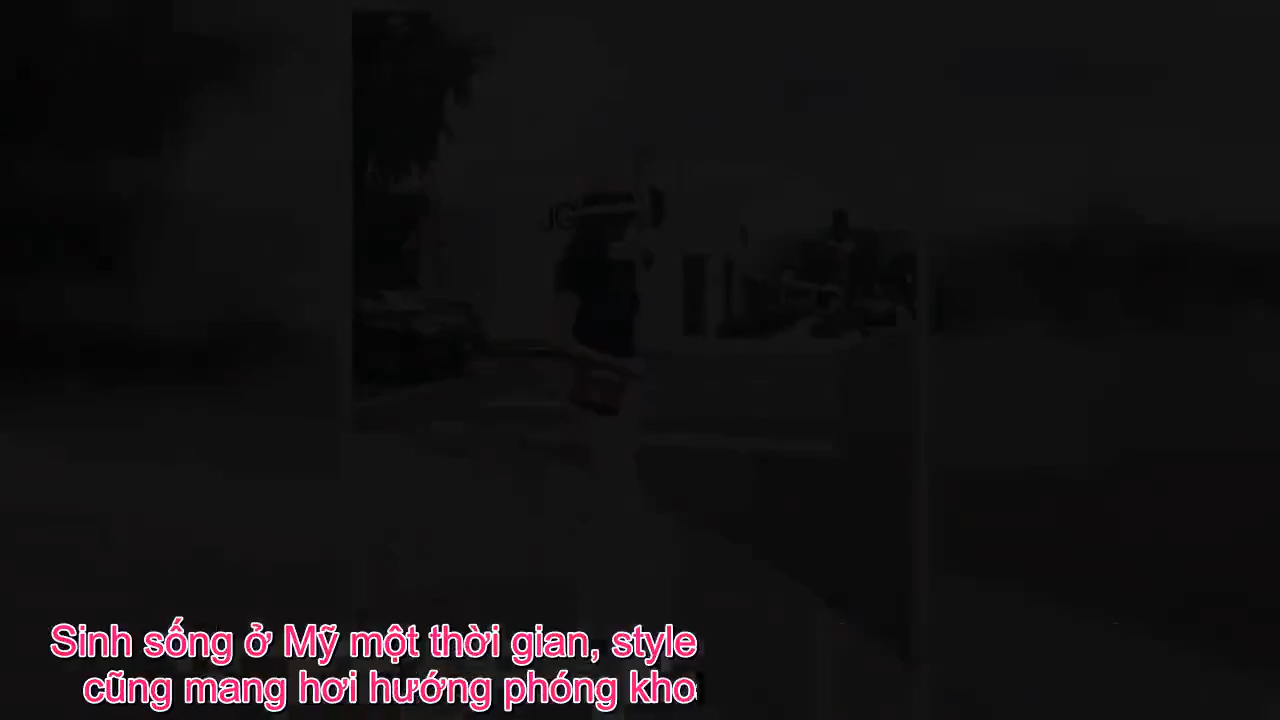 Sinh sống ở Mỹ một thời gian, style
cũng mang hơi hướng phóng kho